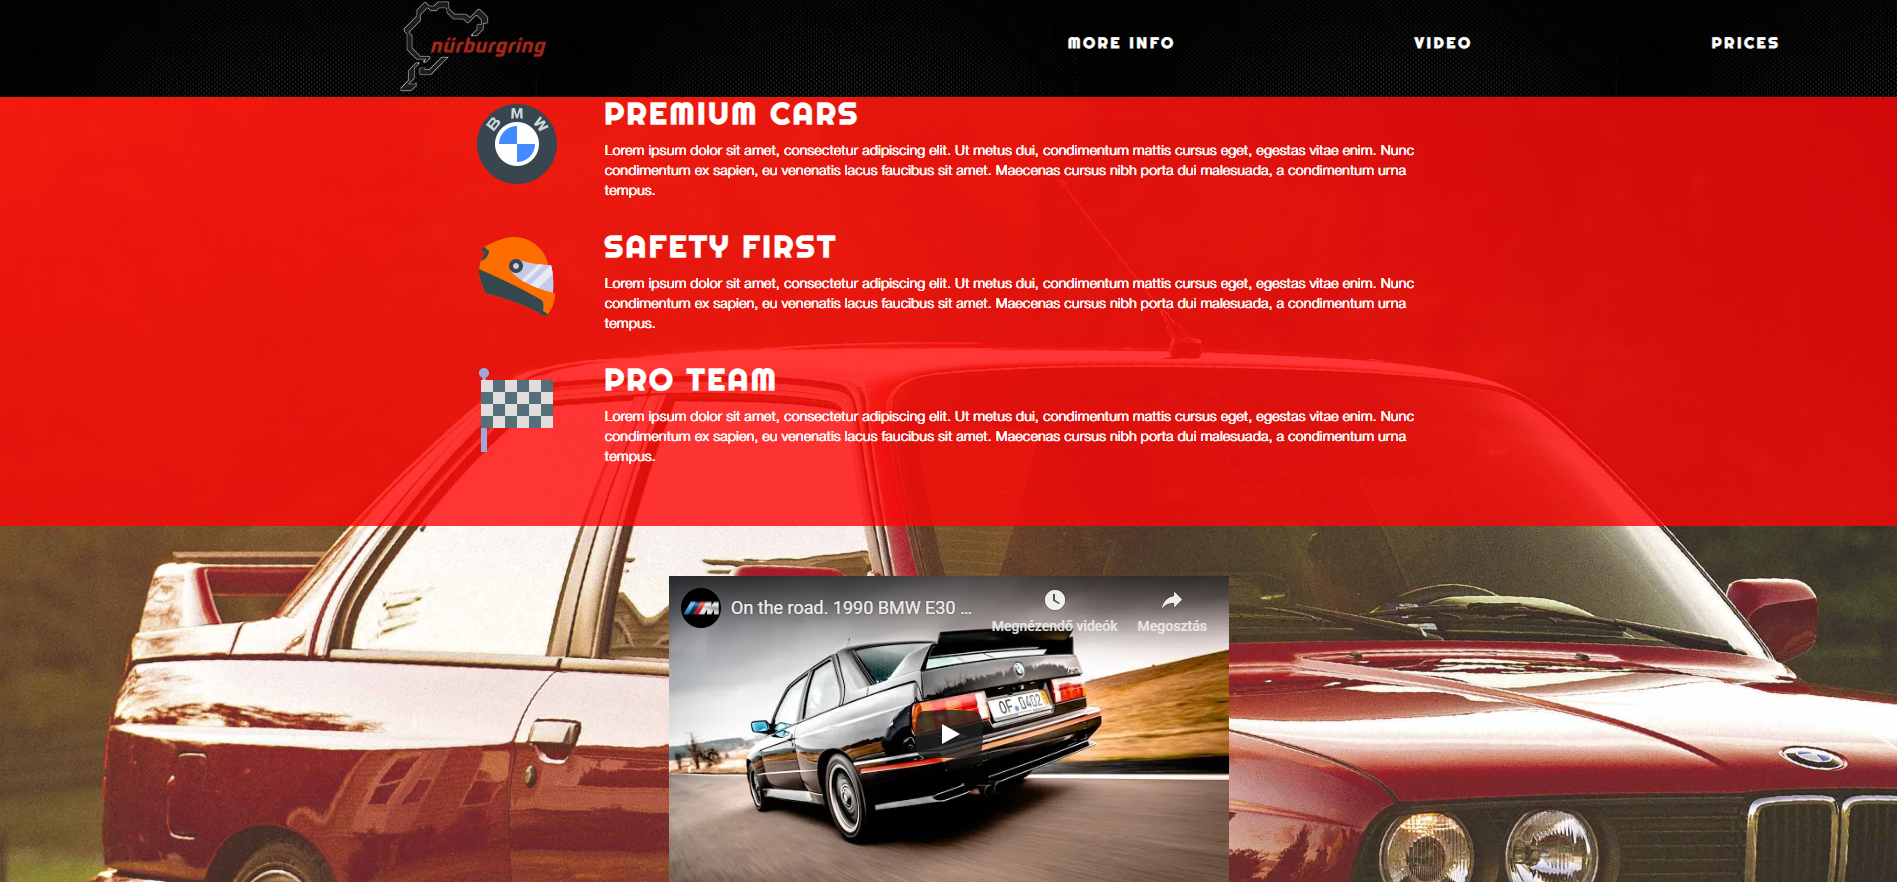 nürburgring
MORE INFO
VIDEO
PRICES
BMW
PREMIUM CARS
Lorem ipsum dolor sit amet, consectetur adipiscing elit. Ut metus dui, condimentum mattis cursus eget, egestas vitae enim. Nunc
condimentum ex sapien, eu venenatis lacus faucibus sit amet. Maecenas cursus nibh porta dui malesuada, a condimentum urna
tempus.
SAFETY FIRST
Lorem ipsum dolor sit amet, consectetur adipiscing elit. Ut metus dui, condimentum mattis cursus eget, egestas vitae enim. Nunc
condimentum ex sapien, eu venenatis lacus faucibus sit amet. Maecenas cursus nibh porta dui malesuada, a condimentum urna
tempus.
PRO TEAM
Lorem ipsum dolor sit amet, consectetur adipiscing elit. Ut metus dui, condimentum mattis cursus eget, egestas vitae enim. Nunc
condimentum ex sapien, eu venenatis lacus faucibus sit amet. Maecenas cursus nibh porta dui malesuada, a condimentum urna
tempus.
M
On the road. 1990 BMW E30 ...
Megnézendő videók
Megosztás
OF D402